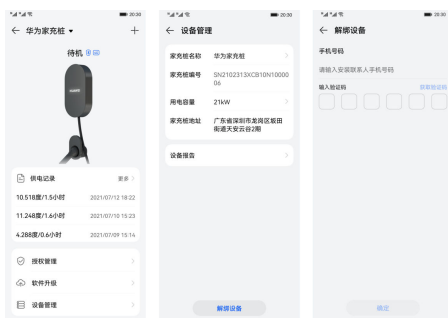 20:30
华为家充桩
待机
供电记录
更多
10.518度/1.5小时
2021/07/12 18:22
11.248度/1.6小时
2021/07/10 15:23
4.288度/0.6小时
2021/07/09 15:14
授权管理
软件升级
设备管理
20:30
设备管理
家充桩名称
华为家充桩
家充桩编号
SN2102313XCB10N10000
06
用电容量
21kW
家充桩地址
广东省深圳市龙岗区坂田
街道天安云谷2期
设备报告
解绑设备
20:30
解绑设备
手机号码
请输入安装联系人手机号码
输入验证码
获取验证码
确定